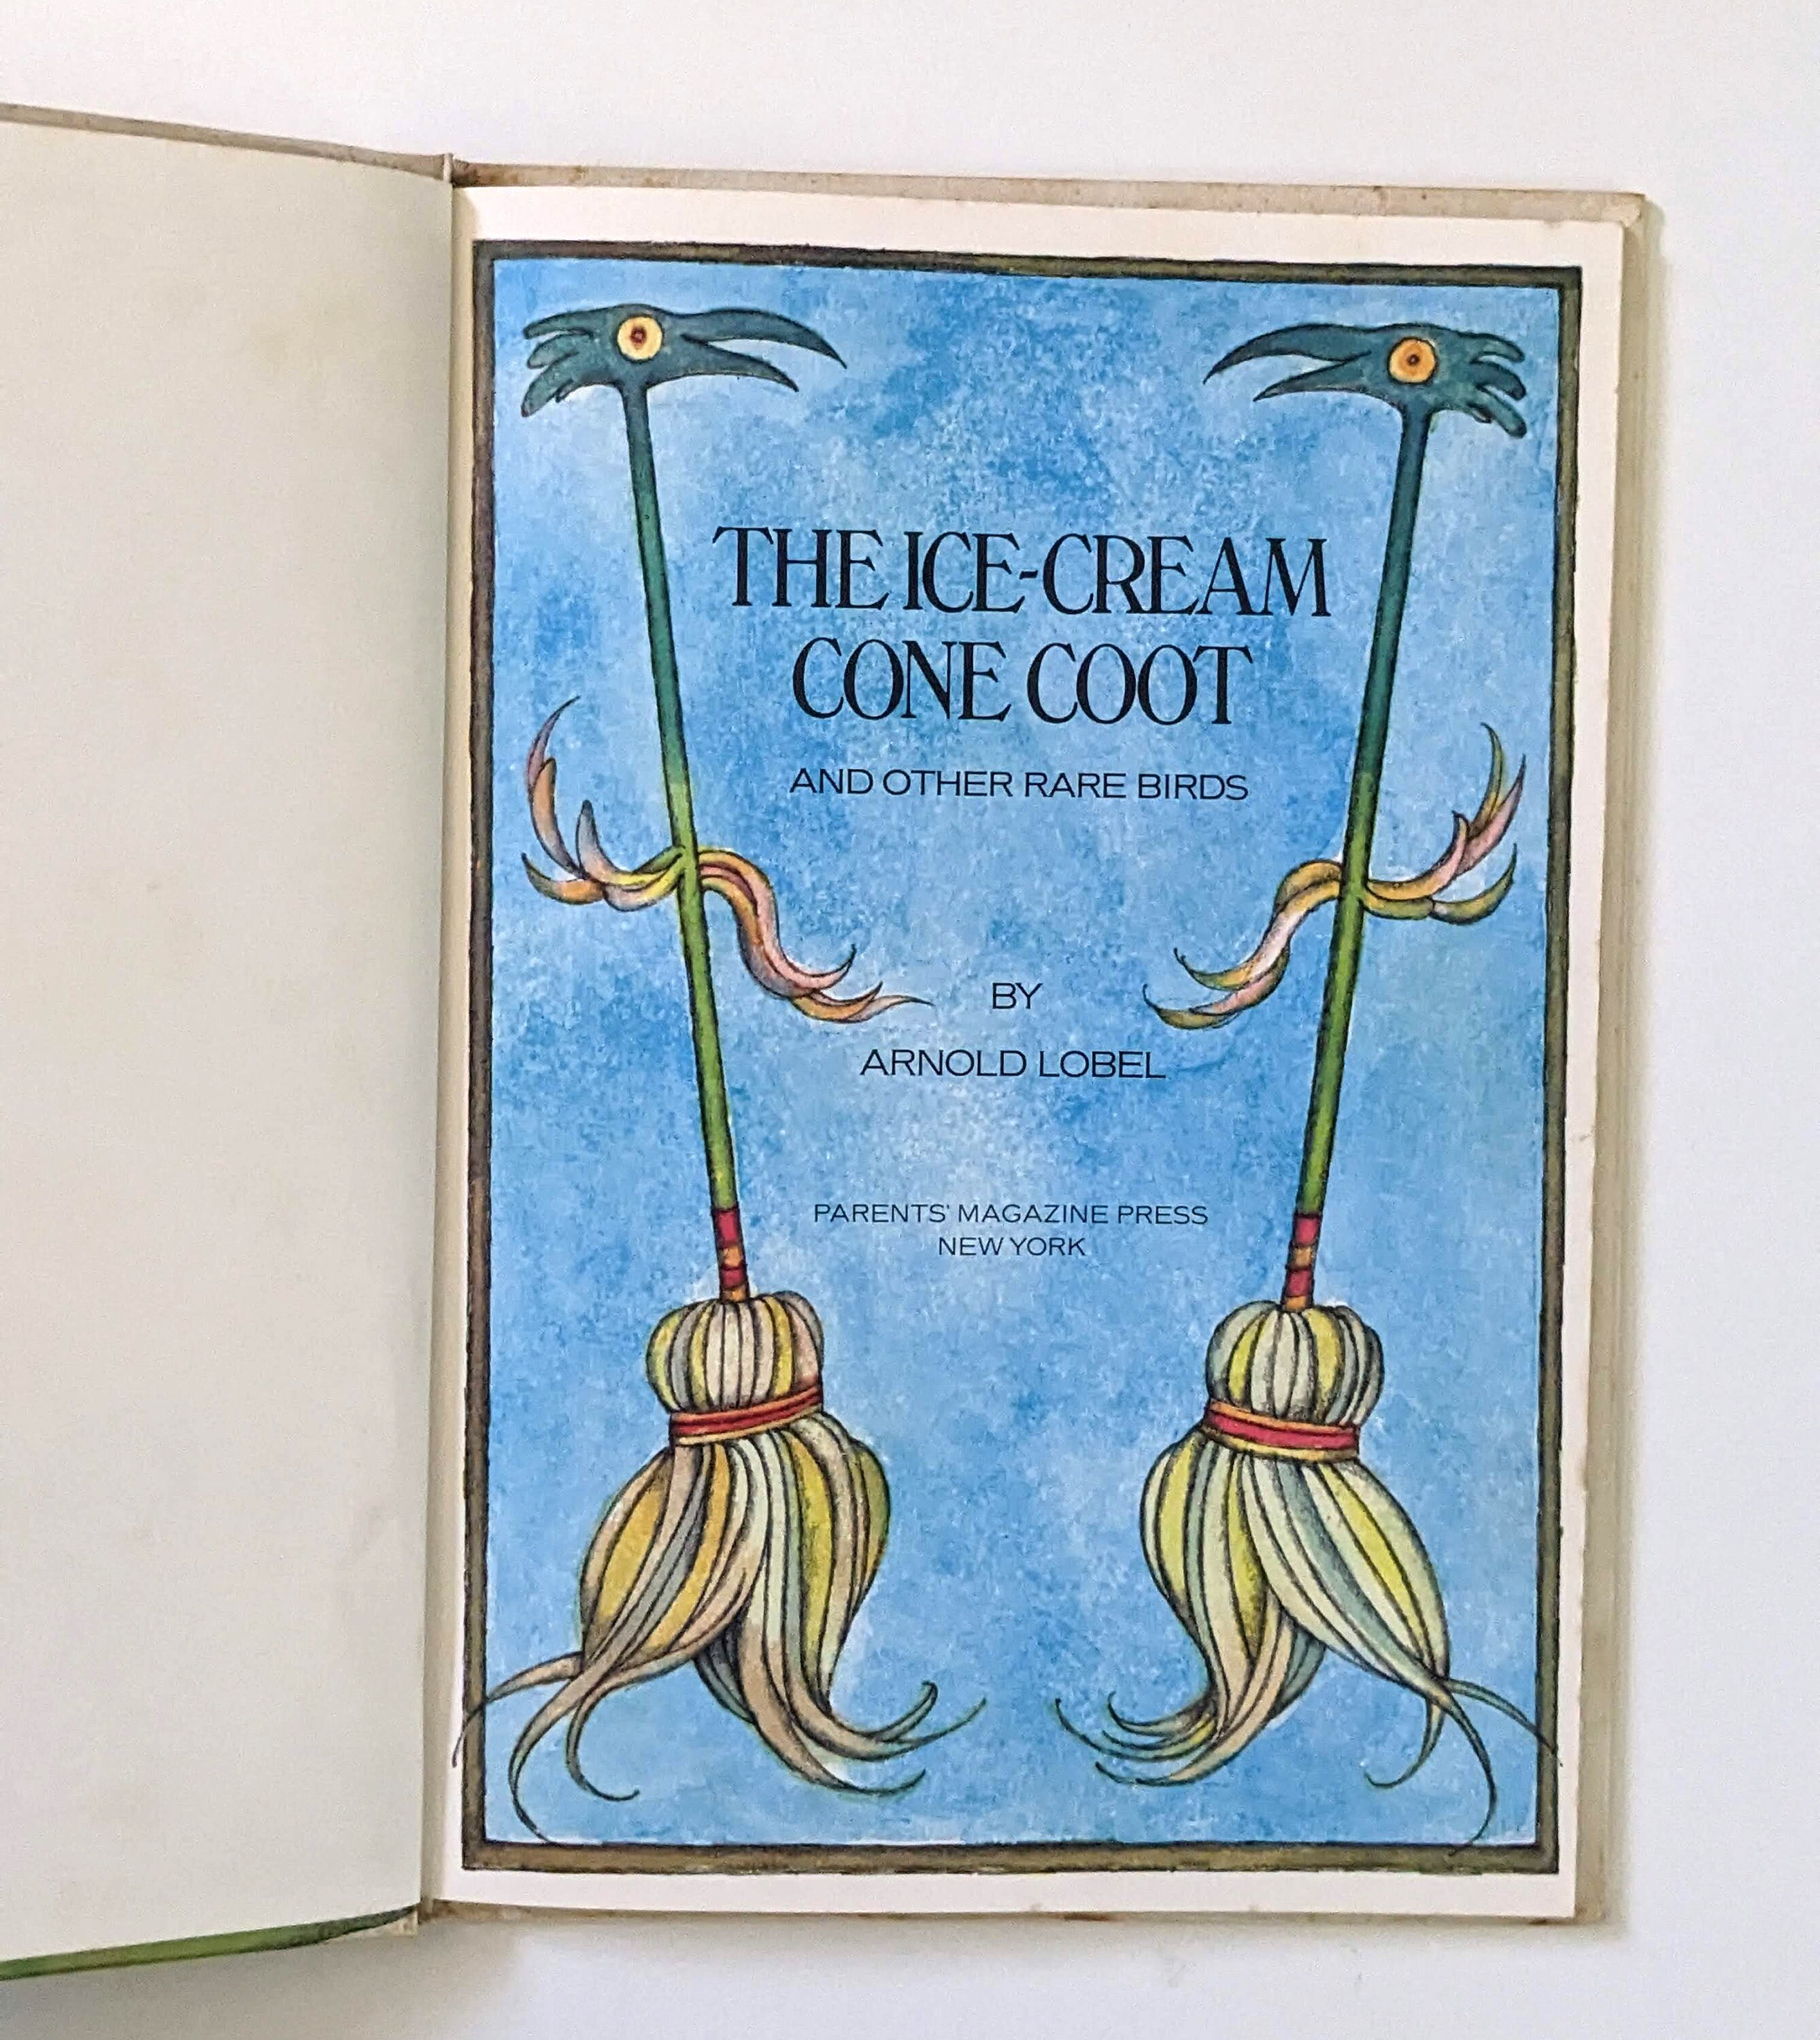 THE ICE-CREAM
CONE COOT
AND OTHER RARE BIRDS
BY
ARNOLD LOBEL
PARENTS' MAGAZINE PRESS
NEW YORK